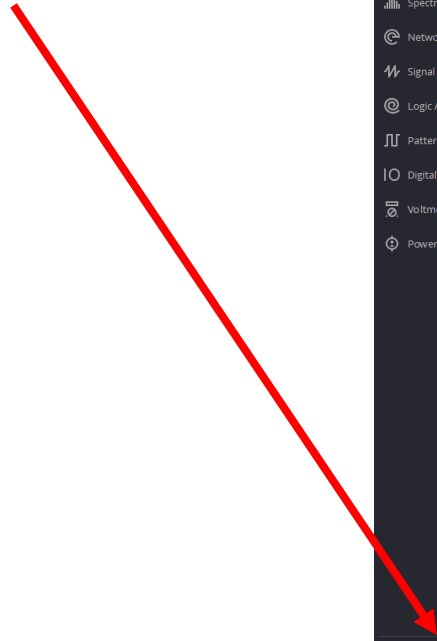 Spectr
Netwo
Signal
Logic A
Patter
Digital
Voltme
Power